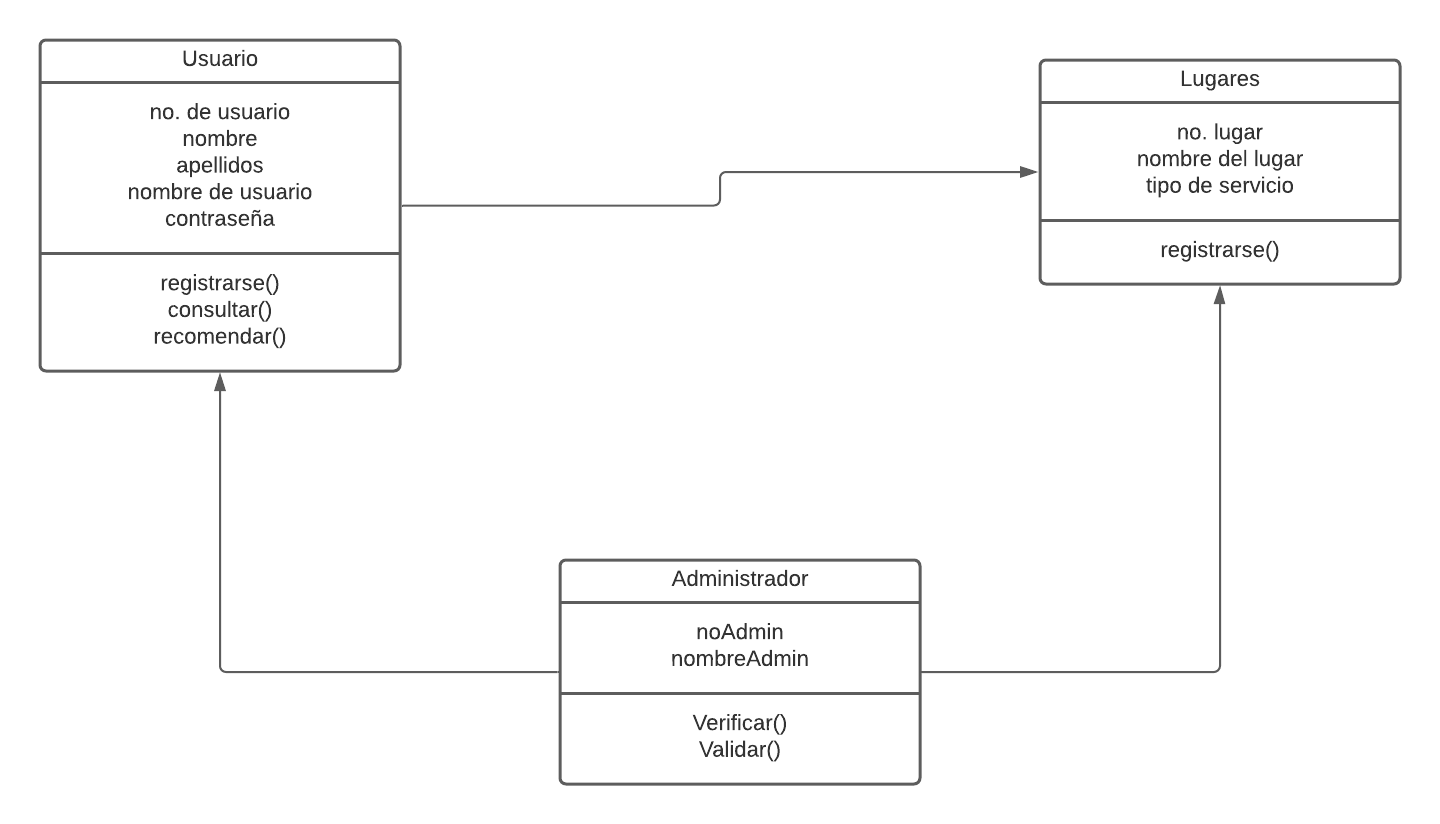 Usuario
no. de usuario
nombre
apellidos
nombre de usuario
contraseña
registrarse()
consultar()
recomendar()
Lugares
no. lugar
nombre del lugar
tipo de servicio
registrarse()
Administrador
noAdmin
nombreAdmin
Verificar()
Validar()